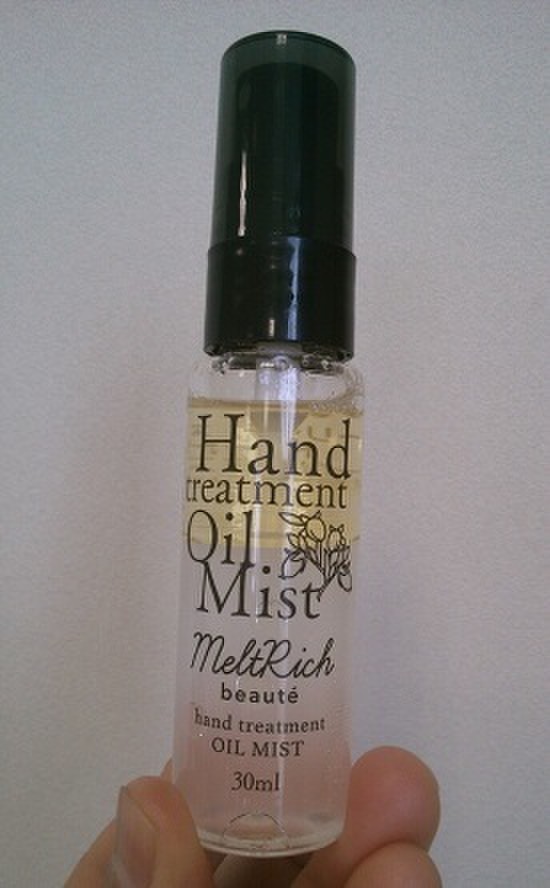 Hand
treatment
Oil
Mist
MeltRich
beauté
hand treatment
OIL MIST
30ml